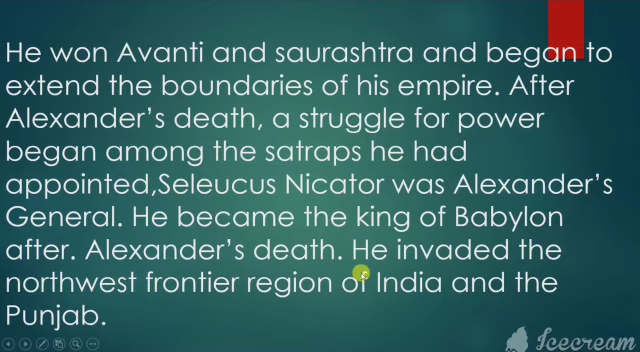 He won Avanti and saurashtra and began to
extend the boundaries of his empire. After
Alexander’s death, a struggle for power
began among the satraps he had
appointed,Seleucus Nicator was Alexander’s
General. He became the king of Babylon
after. Alexander’s death. He invaded the
northwest frontier region of India and the
Punjab.
Icecream